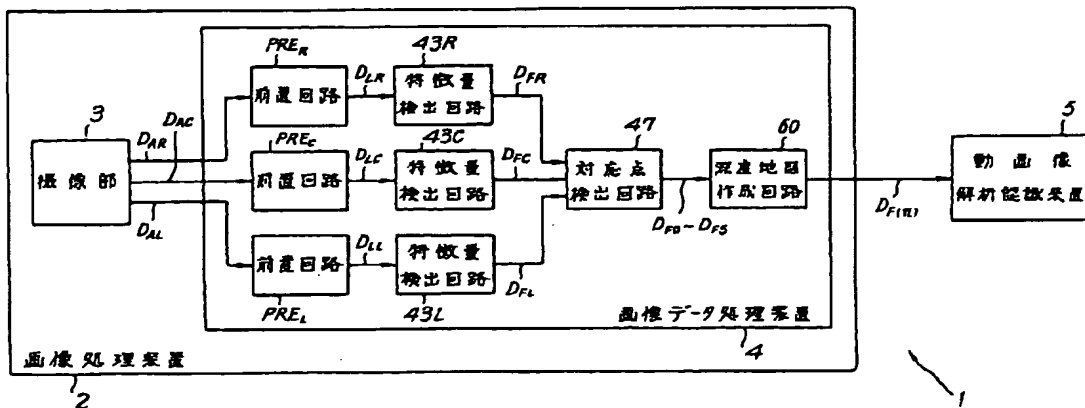 PRE_R
43R
D_LR
前置回路
特徴量
検出回路
D_FR
3
D_AR
D_AC
撮像部
PRE_C
43C
D_LC
前置回路
特徴量
検出回路
D_FC
47
対応点
検出回路
60
深度地図
作成回路
D_F0～D_FS
5
動画像
解析認識装置
D_F(n)
D_AL
D_LL
前置回路
特徴量
検出回路
D_FL
PRE_L
43L
画像データ処理装置
4
画像処理装置
2
1